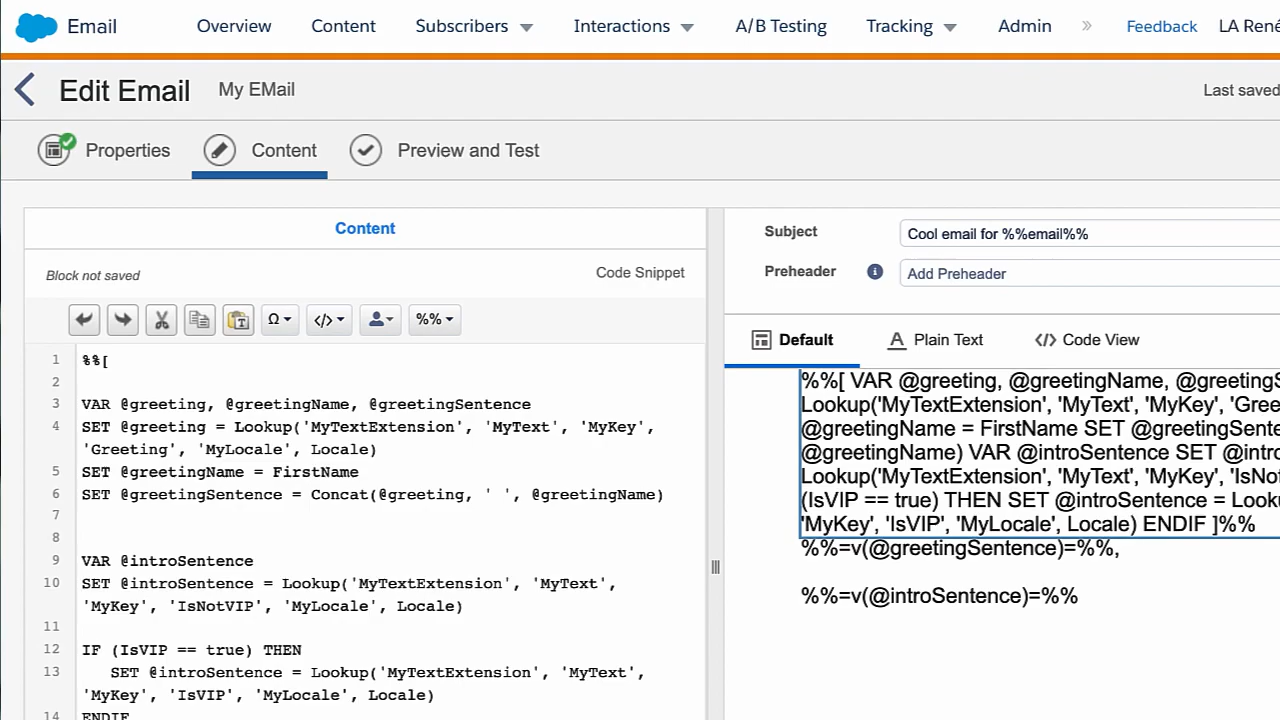 Email Overview Content Subscribers Interactions A/B Testing Tracking Admin » Feedback LA René
Edit Email My EMail Last saved
Properties Content Preview and Test
Content
Block not saved Code Snippet
Ω </> %%
1 %%[
2
3 VAR @greeting, @greetingName, @greetingSentence
4 SET @greeting = Lookup('MyTextExtension', 'MyText', 'MyKey',
'Greeting', 'MyLocale', Locale)
5 SET @greetingName = FirstName
6 SET @greetingSentence = Concat(@greeting, ' ', @greetingName)
7
8
9 VAR @introSentence
10 SET @introSentence = Lookup('MyTextExtension', 'MyText',
'MyKey', 'IsNotVIP', 'MyLocale', Locale)
11
12 IF (IsVIP == true) THEN
13 SET @introSentence = Lookup('MyTextExtension', 'MyText',
'MyKey', 'IsVIP', 'MyLocale', Locale)
14 ENDIF
Subject Cool email for %%email%%
Preheader Add Preheader
Default Plain Text </> Code View
%%[ VAR @greeting, @greetingName, @greetingS
Lookup('MyTextExtension', 'MyText', 'MyKey', 'Gree
@greetingName = FirstName SET @greetingSente
@greetingName) VAR @introSentence SET @intro
Lookup('MyTextExtension', 'MyText', 'MyKey', 'IsNo
(IsVIP == true) THEN SET @introSentence = Looku
'MyKey', 'IsVIP', 'MyLocale', Locale) ENDIF ]%%
%%=v(@greetingSentence)=%%,
%%=v(@introSentence)=%%